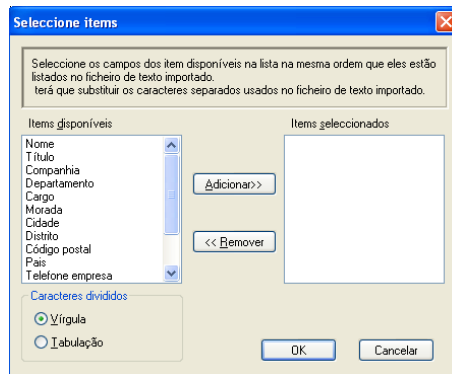 Seleccione items
Seleccione os campos dos item disponíveis na lista na mesma ordem que eles estão
listados no ficheiro de texto importado.
terá que substituir os caracteres separados usados no ficheiro de texto importado.
Items disponíveis
Items seleccionados
Nome
Título
Companhia
Departamento
Cargo
Morada
Cidade
Distrito
Código postal
Pais
Telefone empresa
Adicionar>>
<< Remover
Caracteres divididos
Vírgula
Tabulação
OK
Cancelar